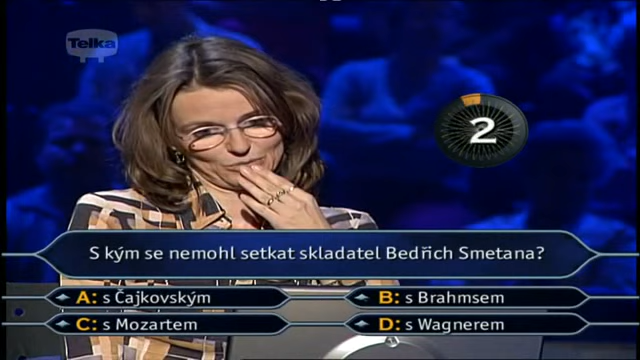 Telka
2
S kým se nemohl setkat skladatel Bedřich Smetana?
A: s Čajkovským
B: s Brahmsem
C: s Mozartem
D: s Wagnerem